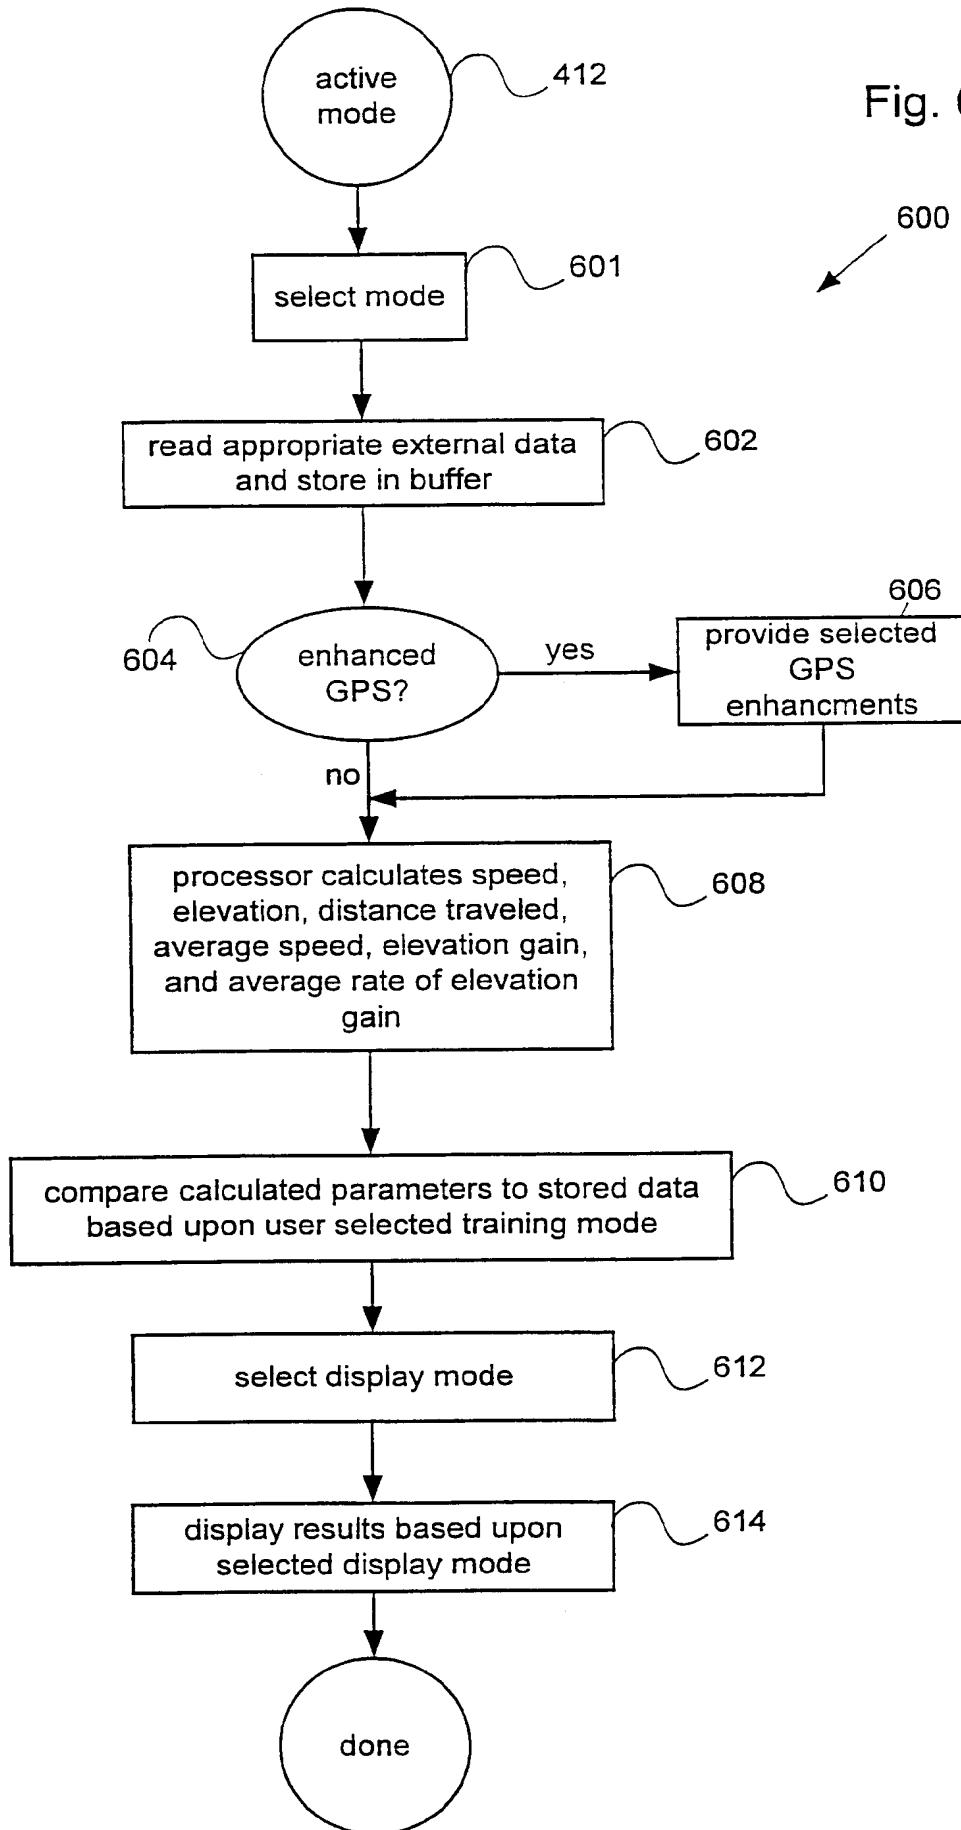 active
mode
412
Fig. 6
600
select mode
601
read appropriate external data
and store in buffer
602
604
enhanced
GPS?
yes
606
provide selected
GPS
enhancments
no
processor calculates speed,
elevation, distance traveled,
average speed, elevation gain,
and average rate of elevation
gain
608
compare calculated parameters to stored data
based upon user selected training mode
610
select display mode
612
display results based upon
selected display mode
614
done